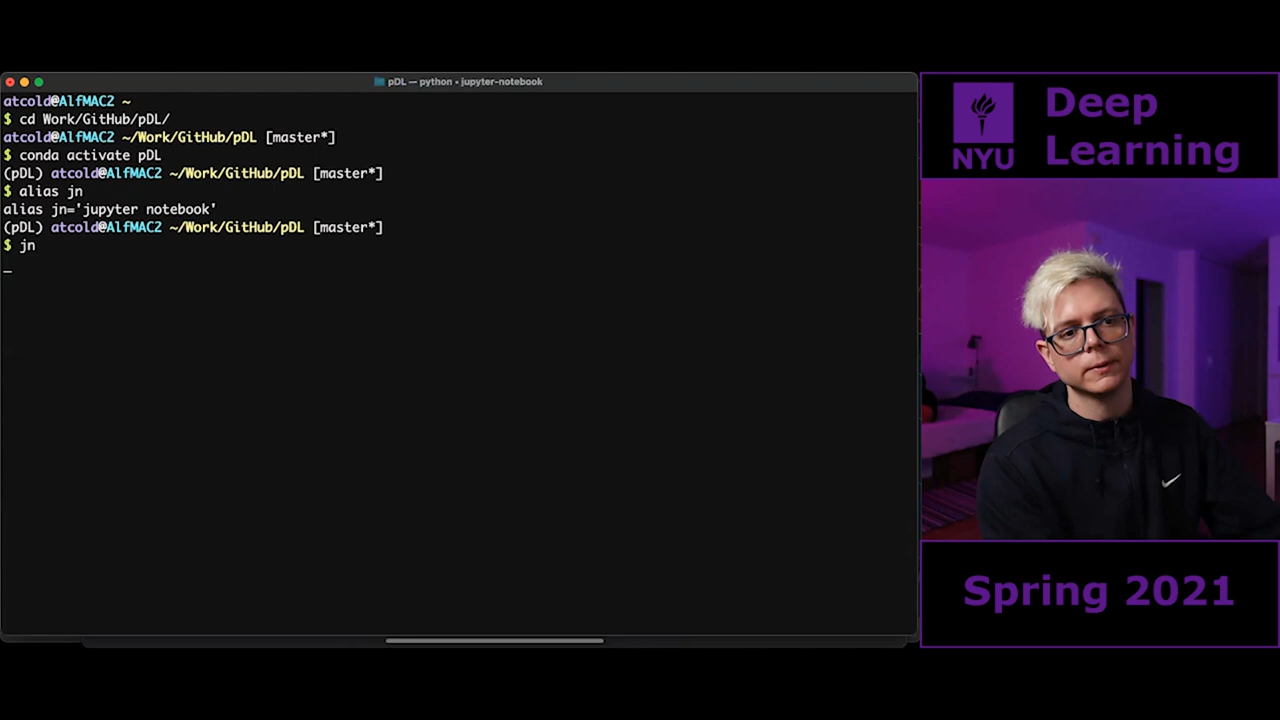 pDL — python • jupyter-notebook
atcold@AlfMAC2 ~
$ cd Work/GitHub/pDL/
atcold@AlfMAC2 ~/Work/GitHub/pDL [master*]
$ conda activate pDL
(pDL) atcold@AlfMAC2 ~/Work/GitHub/pDL [master*]
$ alias jn
alias jn='jupyter notebook'
(pDL) atcold@AlfMAC2 ~/Work/GitHub/pDL [master*]
$ jn
NYU
Deep
Learning
Spring 2021